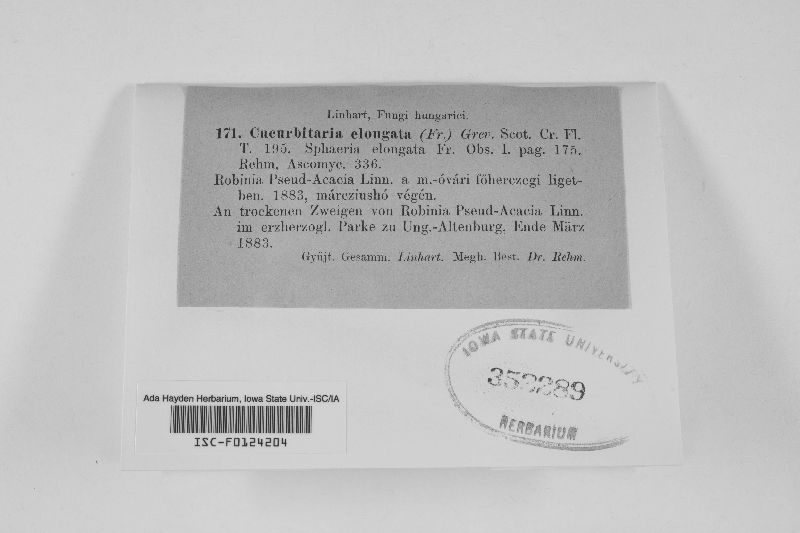 Linhart, Fungi hungarici.
171. Cucurbitaria elongata (Fr.) Grev. Scot. Cr. Fl.
T. 195. Sphaeria elongata Fr. Obs. I. pag. 175.
Rehm, Ascomyc. 336.
Robinia Pseud-Acacia Linn. a m.-óvári főherczegi liget-
ben. 1883, márcziushó végén.
An trockenen Zweigen von Robinia Pseud-Acacia Linn.
im erzherzogl. Parke zu Ung.-Altenburg, Ende März
1883.
Gyüjt. Gesamm. Linhart. Megh. Best. Dr. Rehm.
IOWA STATE UNIVERSITY
HERBARIUM
Ada Hayden Herbarium, Iowa State Univ.-ISC/IA
ISC-F0124204